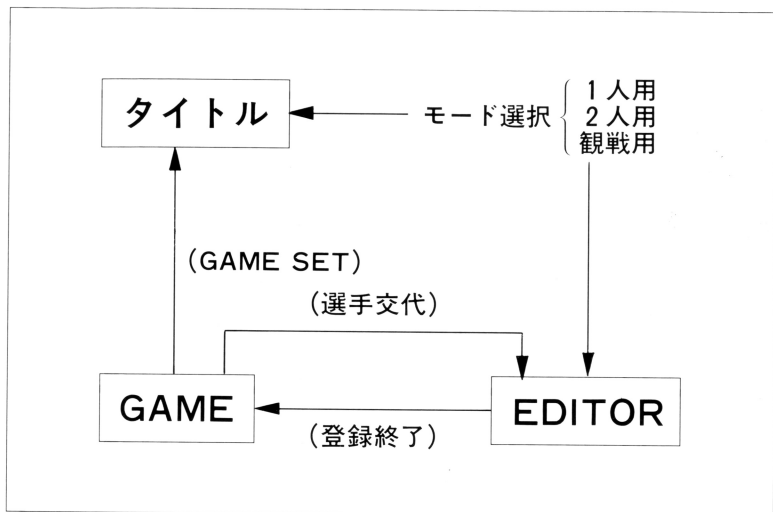 タイトル
モード選択
1人用
2人用
観戦用
(GAME SET)
(選手交代)
GAME
EDITOR
(登録終了)